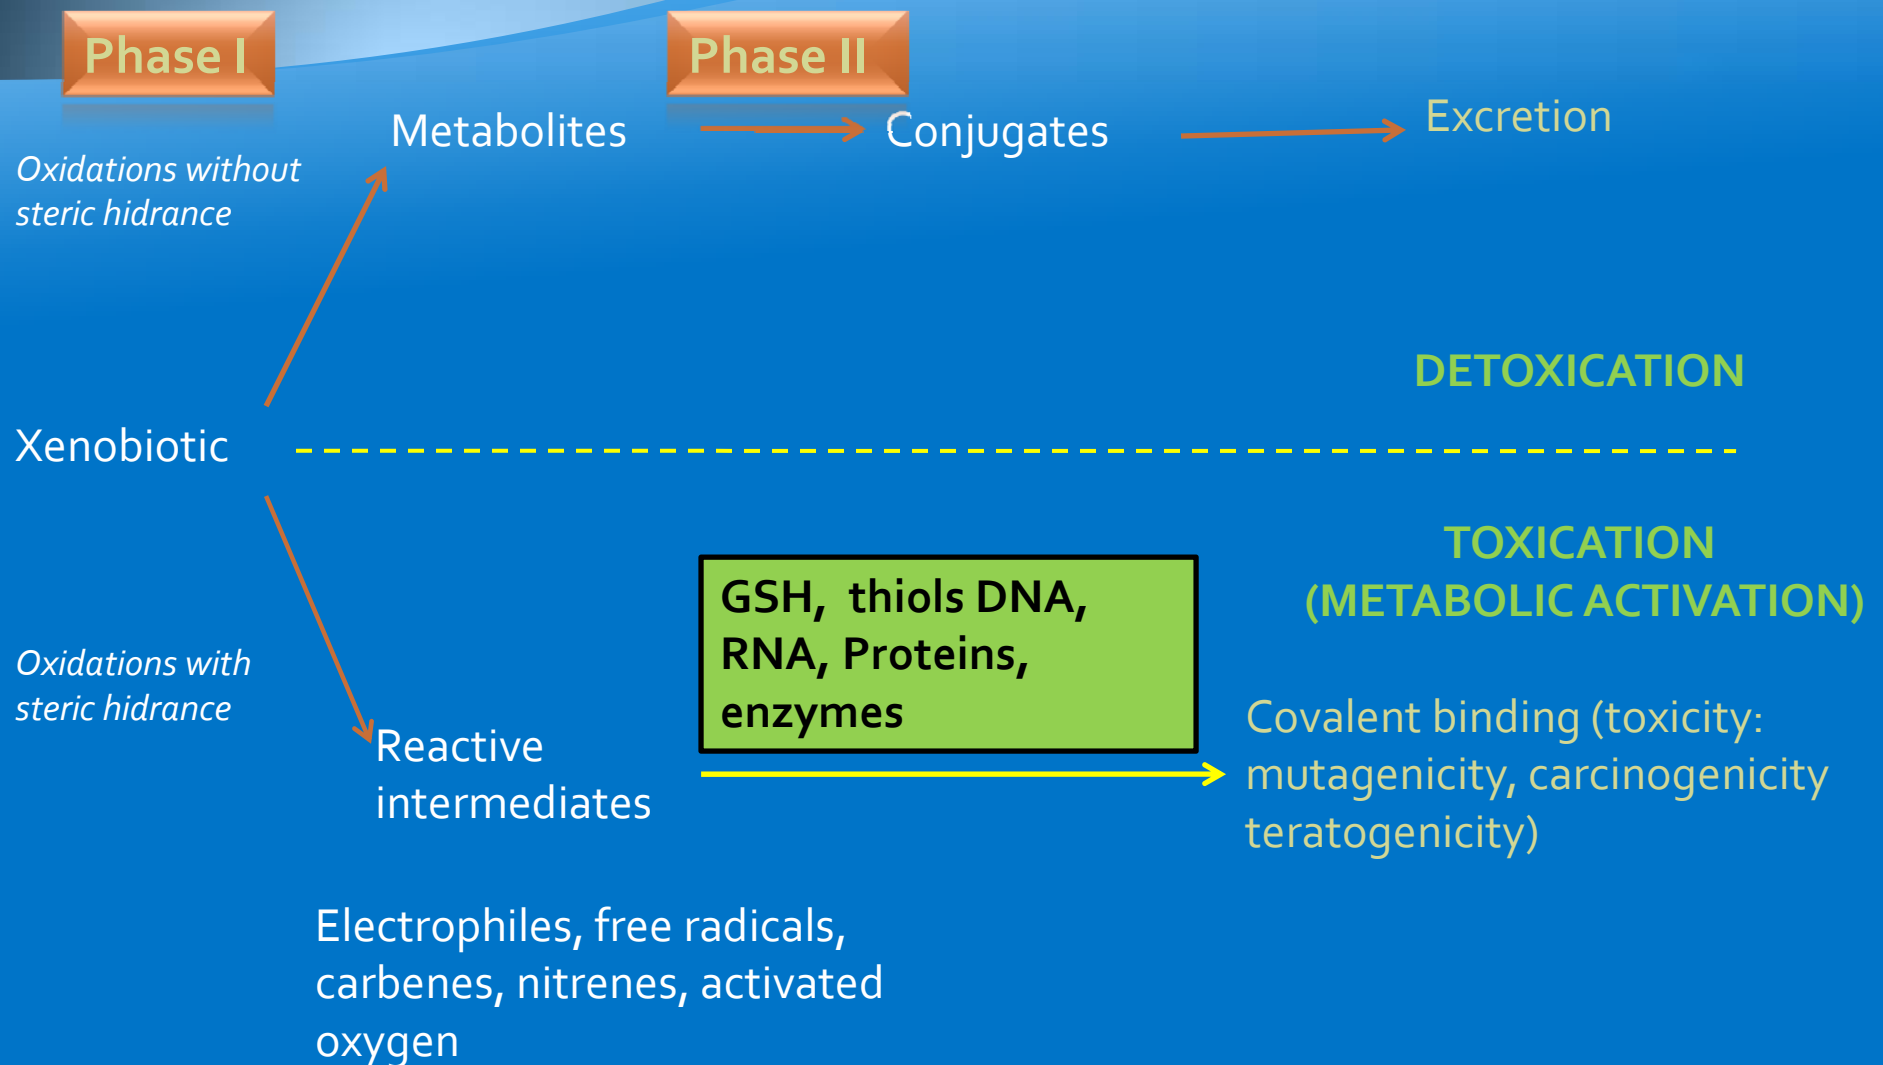 Phase I
Phase II
Metabolites
Conjugates
Excretion
Oxidations without
steric hidrance
DETOXICATION
Xenobiotic
TOXICATION
(METABOLIC ACTIVATION)
GSH, thiols DNA,
RNA, Proteins,
enzymes
Oxidations with
steric hidrance
Reactive
intermediates
Covalent binding (toxicity:
mutagenicity, carcinogenicity
teratogenicity)
Electrophiles, free radicals,
carbenes, nitrenes, activated
oxygen